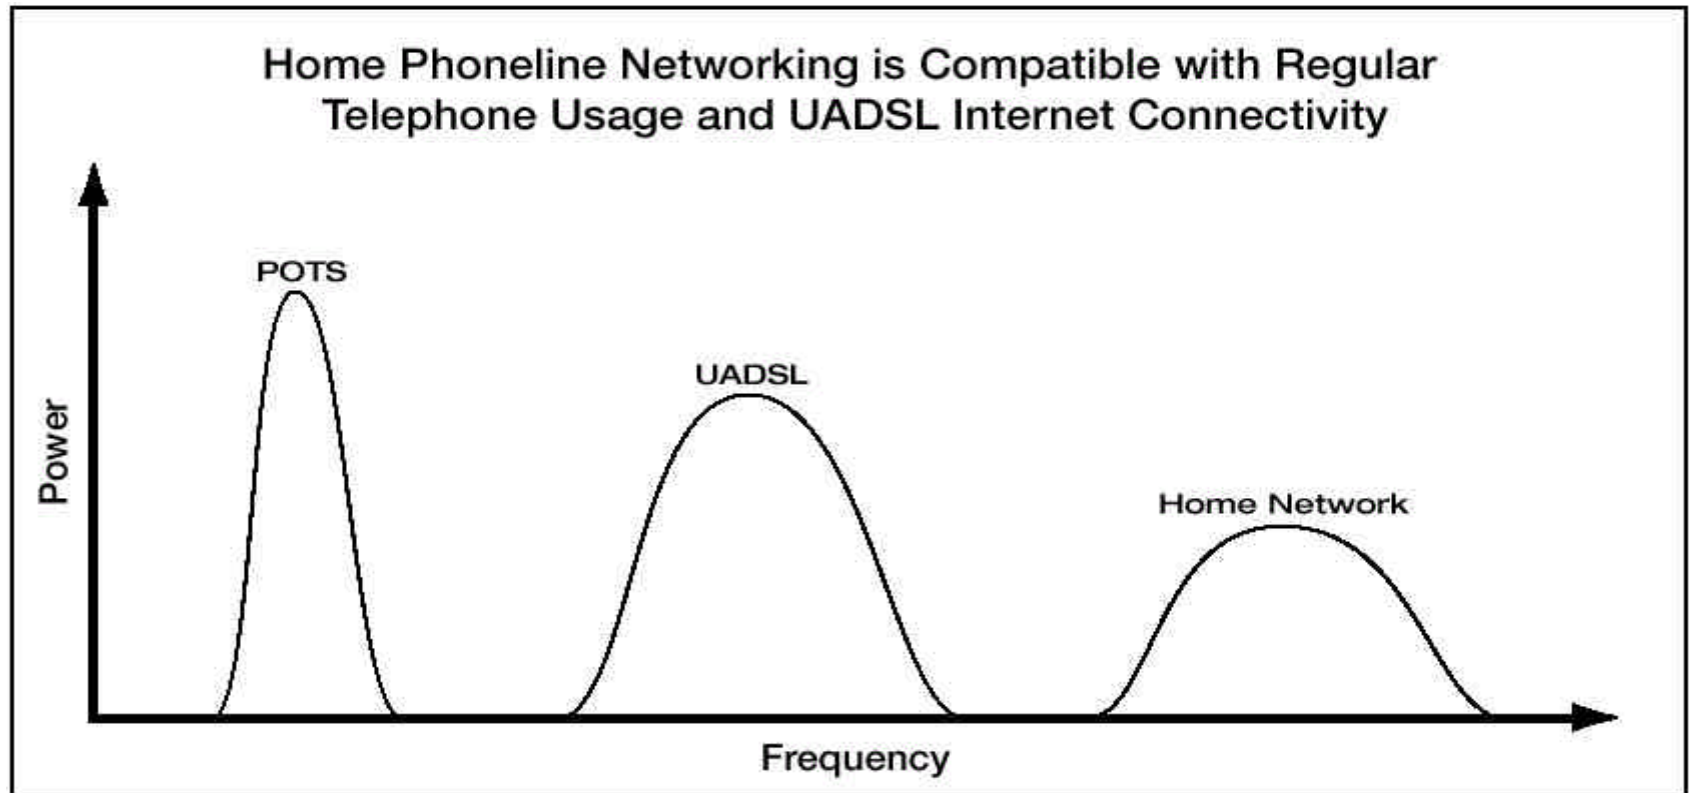 Home Phoneline Networking is Compatible with Regular
Telephone Usage and UADSL Internet Connectivity
POTS
UADSL
Home Network
Power
Frequency